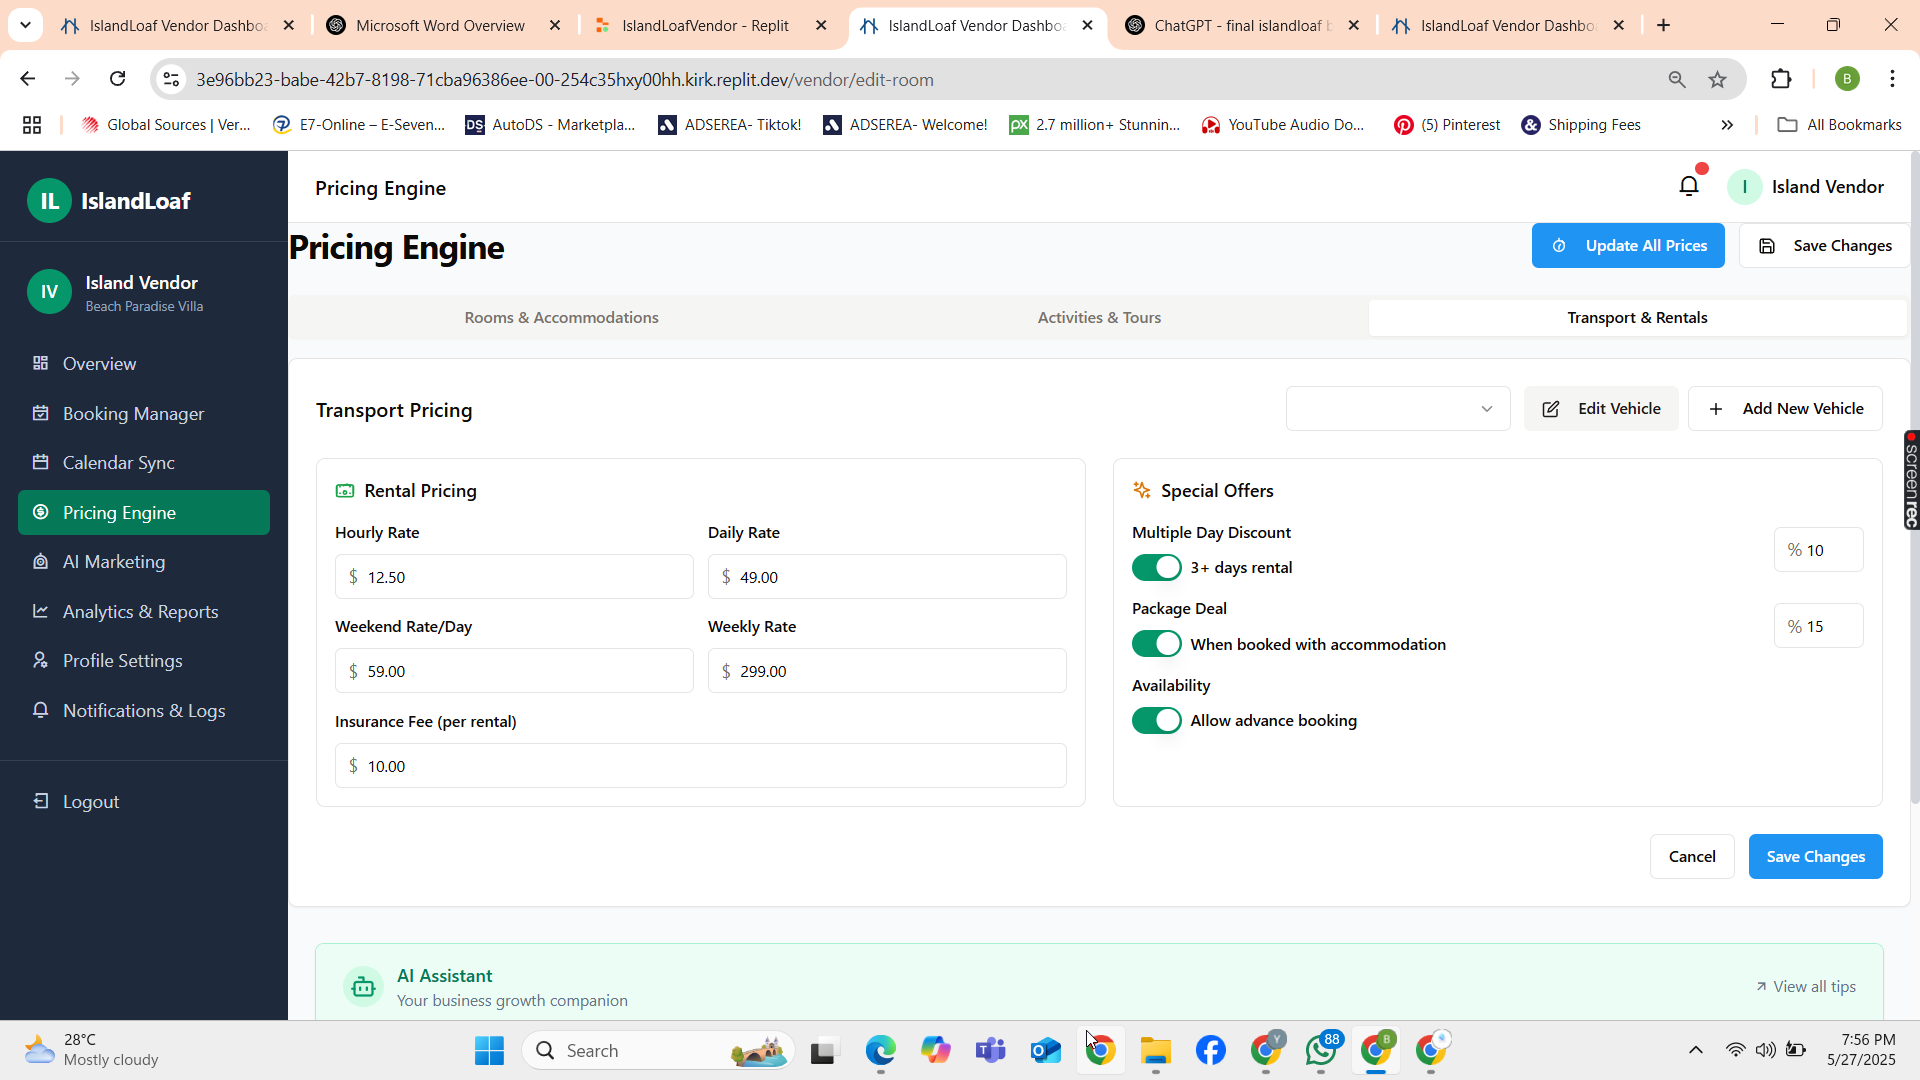 IslandLoaf Vendor Dashboa
Microsoft Word Overview
IslandLoafVendor - Replit
IslandLoaf Vendor Dashboa
ChatGPT - final islandloaf b
IslandLoaf Vendor Dashbo
3e96bb23-babe-42b7-8198-71cba96386ee-00-254c35hxy00hh.kirk.replit.dev/vendor/edit-room
B
Global Sources | Ver...
E7-Online – E-Seven...
DS AutoDS - Marketpla...
ADSEREA- Tiktok!
ADSEREA- Welcome!
px 2.7 million+ Stunnin...
YouTube Audio Do...
(5) Pinterest
& Shipping Fees
All Bookmarks
IL IslandLoaf
IV Island Vendor
Beach Paradise Villa
Overview
Booking Manager
Calendar Sync
Pricing Engine
AI Marketing
Analytics & Reports
Profile Settings
Notifications & Logs
Logout
Pricing Engine
I Island Vendor
Pricing Engine
Update All Prices
Save Changes
Rooms & Accommodations
Activities & Tours
Transport & Rentals
Transport Pricing
Edit Vehicle
+ Add New Vehicle
Rental Pricing
Hourly Rate
Daily Rate
$ 12.50
$ 49.00
Weekend Rate/Day
Weekly Rate
$ 59.00
$ 299.00
Insurance Fee (per rental)
$ 10.00
Special Offers
Multiple Day Discount
3+ days rental
% 10
Package Deal
When booked with accommodation
% 15
Availability
Allow advance booking
Cancel
Save Changes
AI Assistant
Your business growth companion
View all tips
screenrec
28°C
Mostly cloudy
Search
Y
88
B
7:56 PM
5/27/2025